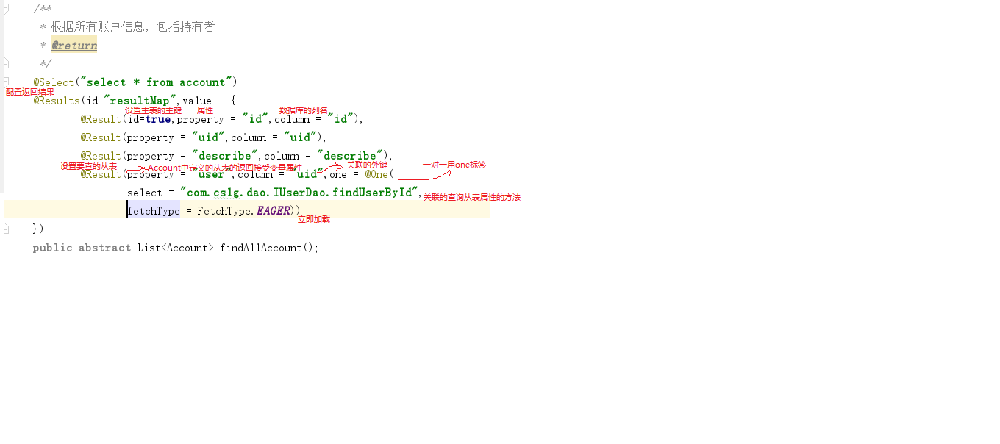 /**
* 根据所有账户信息，包括持有者
* @return
*/
@Select("select * from account")
配置返回结果
@Results(id="resultMap",value = {
设置主表的主键 属性 数据库的列名
@Result(id=true,property = "id",column = "id"),
@Result(property = "uid",column = "uid"),
@Result(property = "describe",column = "describe"),
设置要查的从表 Account中定义的从表的返回接受变量属性 关联的外键 一对一用one标签
@Result(property = "user",column = "uid",one = @One(
select = "com.cslg.dao.IUserDao.findUserById",
关联的查询从表属性的方法
fetchType = FetchType.EAGER))
立即加载
})
public abstract List<Account> findAllAccount();